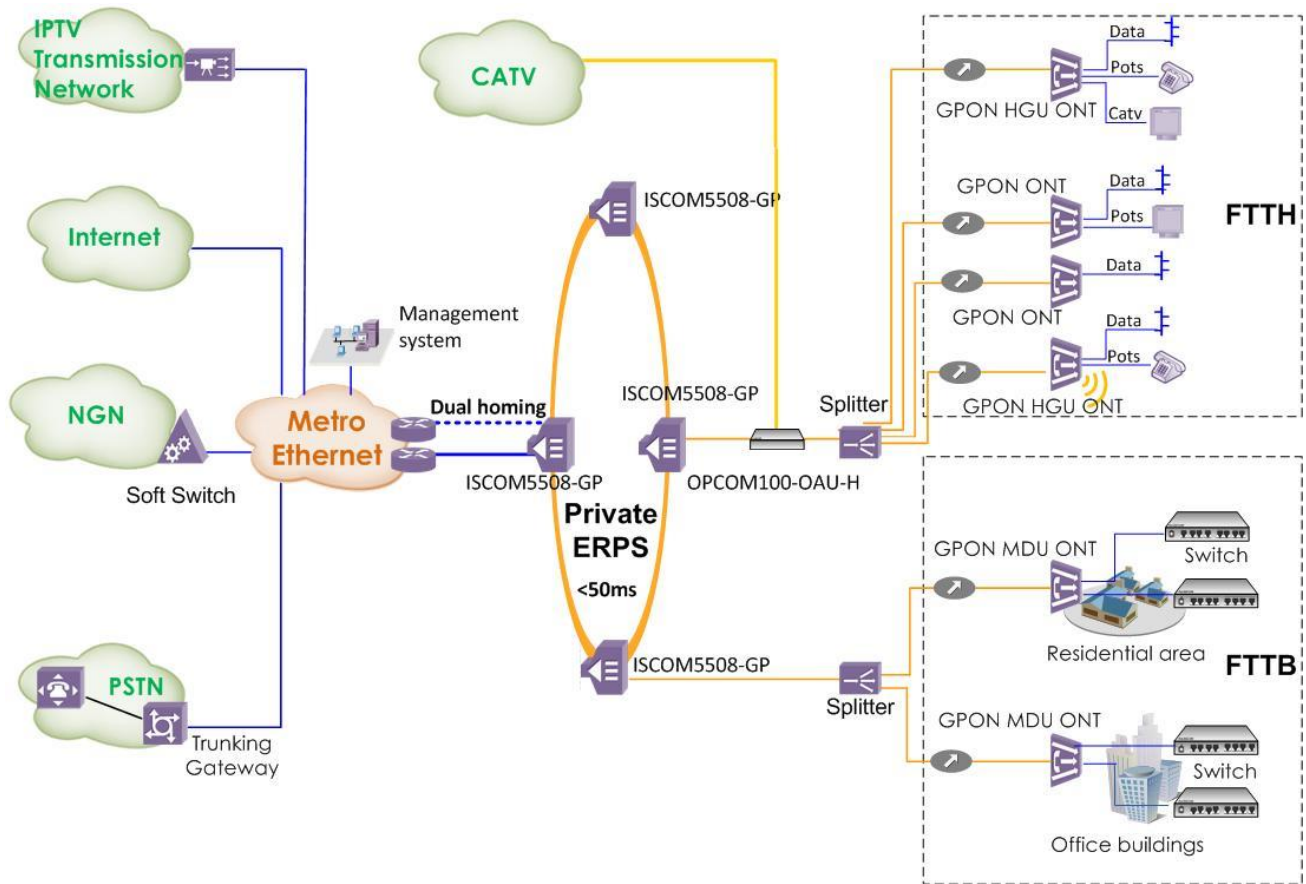 IPTV
Transmission
Network
CATV
Internet
NGN
Soft Switch
PSTN
Trunking
Gateway
Metro
Ethernet
Management
system
Dual homing
ISCOM5508-GP
ISCOM5508-GP
ISCOM5508-GP
OPCOM100-OAU-H
Private
ERPS
<50ms
ISCOM5508-GP
Splitter
Splitter
GPON HGU ONT
Data
Pots
Catv
GPON ONT
Data
Pots
FTTH
GPON ONT
Data
GPON HGU ONT
Data
Pots
GPON MDU ONT
Switch
Residential area
FTTB
GPON MDU ONT
Switch
Office buildings